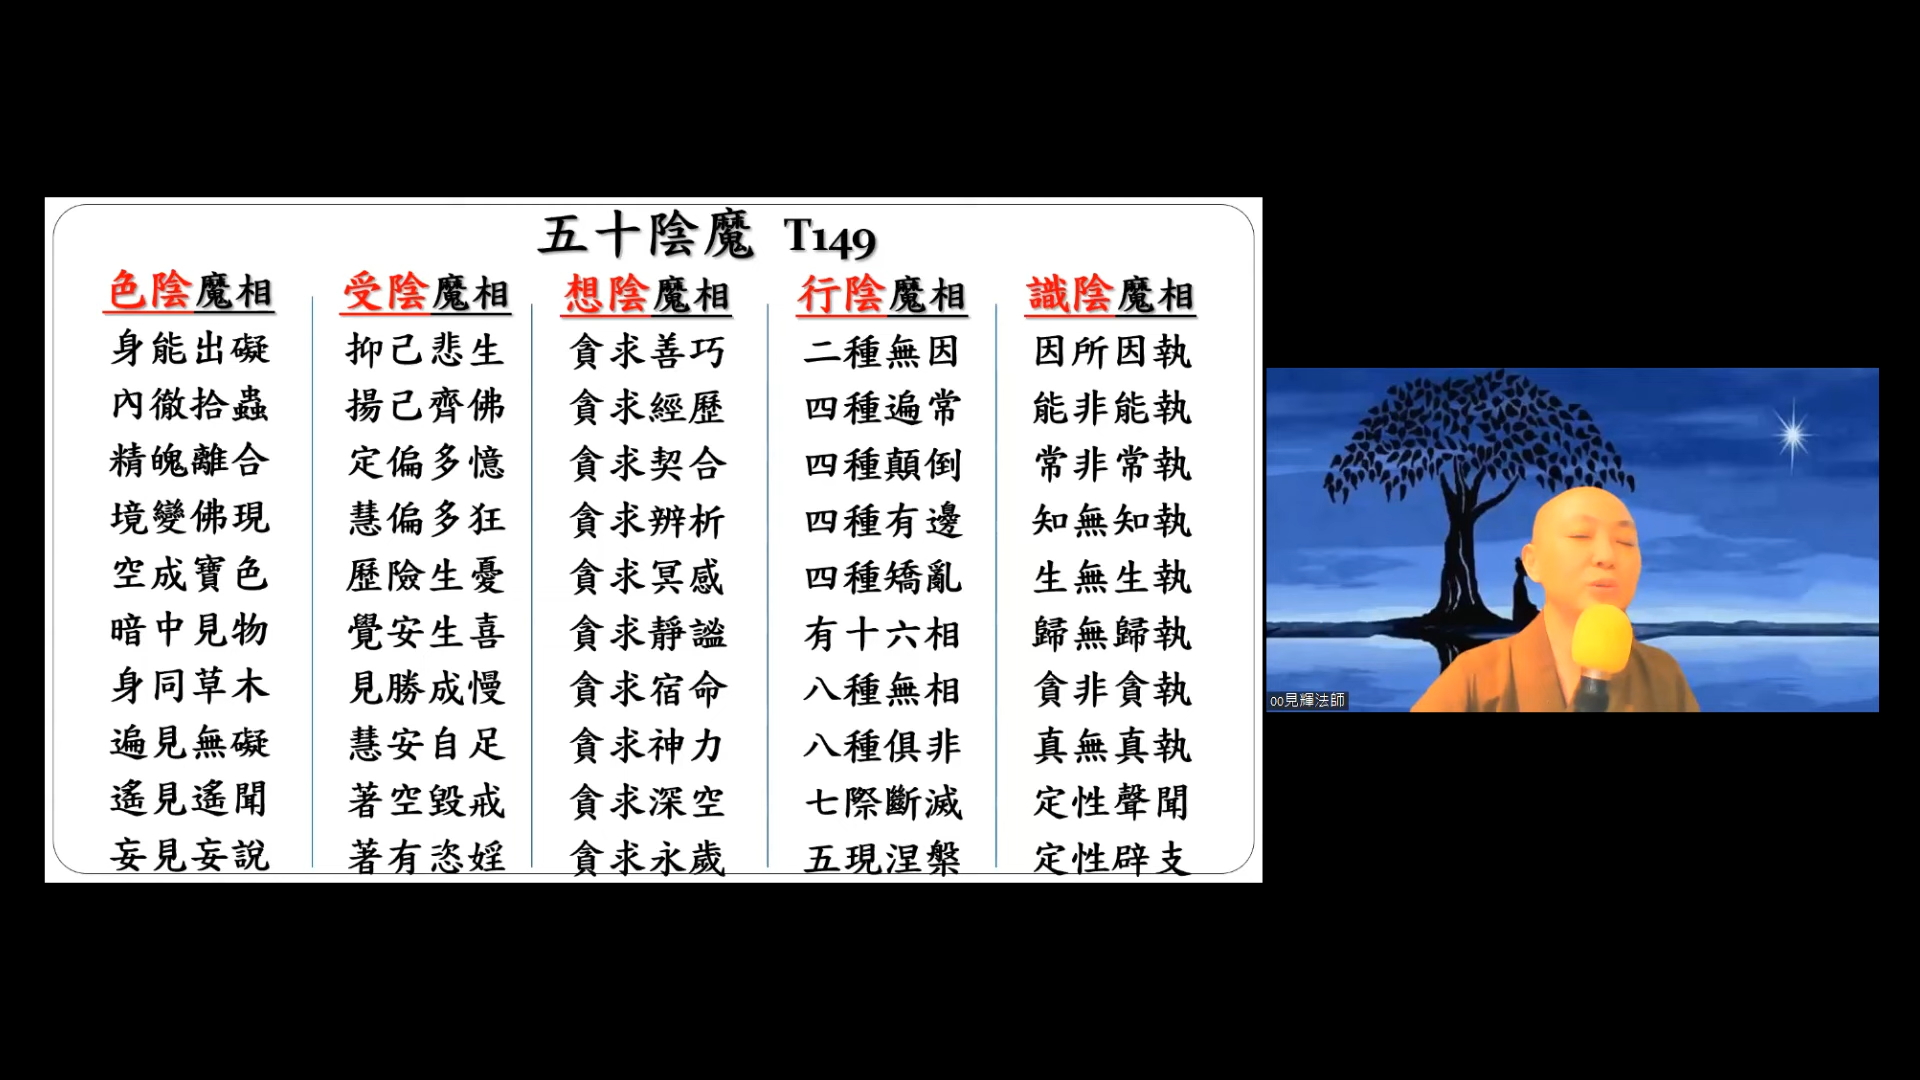 五十陰魔 T149
色陰魔相
身能出礙
內徹拾蟲
精魄離合
境變佛現
空成寶色
暗中見物
身同草木
遍見無礙
遙見遙聞
妄見妄說
受陰魔相
抑己悲生
揚己齊佛
定偏多憶
慧偏多狂
歷險生憂
覺安生喜
見勝成慢
慧安自足
著空毀戒
著有恣婬
想陰魔相
貪求善巧
貪求經歷
貪求契合
貪求辨析
貪求冥感
貪求靜謐
貪求宿命
貪求神力
貪求深空
貪求永歲
行陰魔相
二種無因
四種遍常
四種顛倒
四種有邊
四種矯亂
有十六相
八種無相
八種俱非
七際斷滅
五現涅槃
識陰魔相
因所因執
能非能執
常非常執
知無知執
生無生執
歸無歸執
貪非貪執
真無真執
定性聲聞
定性辟支
00見輝法師